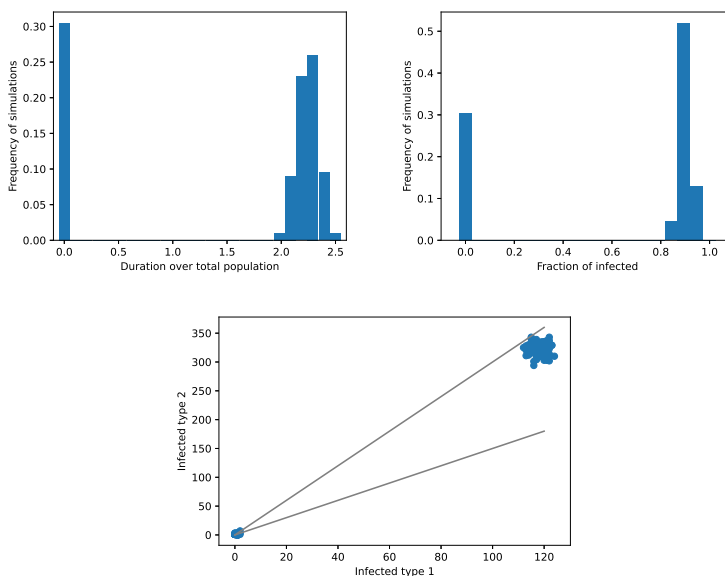 0.30
0.25
0.20
0.15
0.10
0.05
0.00
0.0 0.5 1.0 1.5 2.0 2.5
Frequency of simulations
Duration over total population
0.5
0.4
0.3
0.2
0.1
0.0
0.0 0.2 0.4 0.6 0.8 1.0
Frequency of simulations
Fraction of infected
350
300
250
200
150
100
50
0
0 20 40 60 80 100 120
Infected type 2
Infected type 1